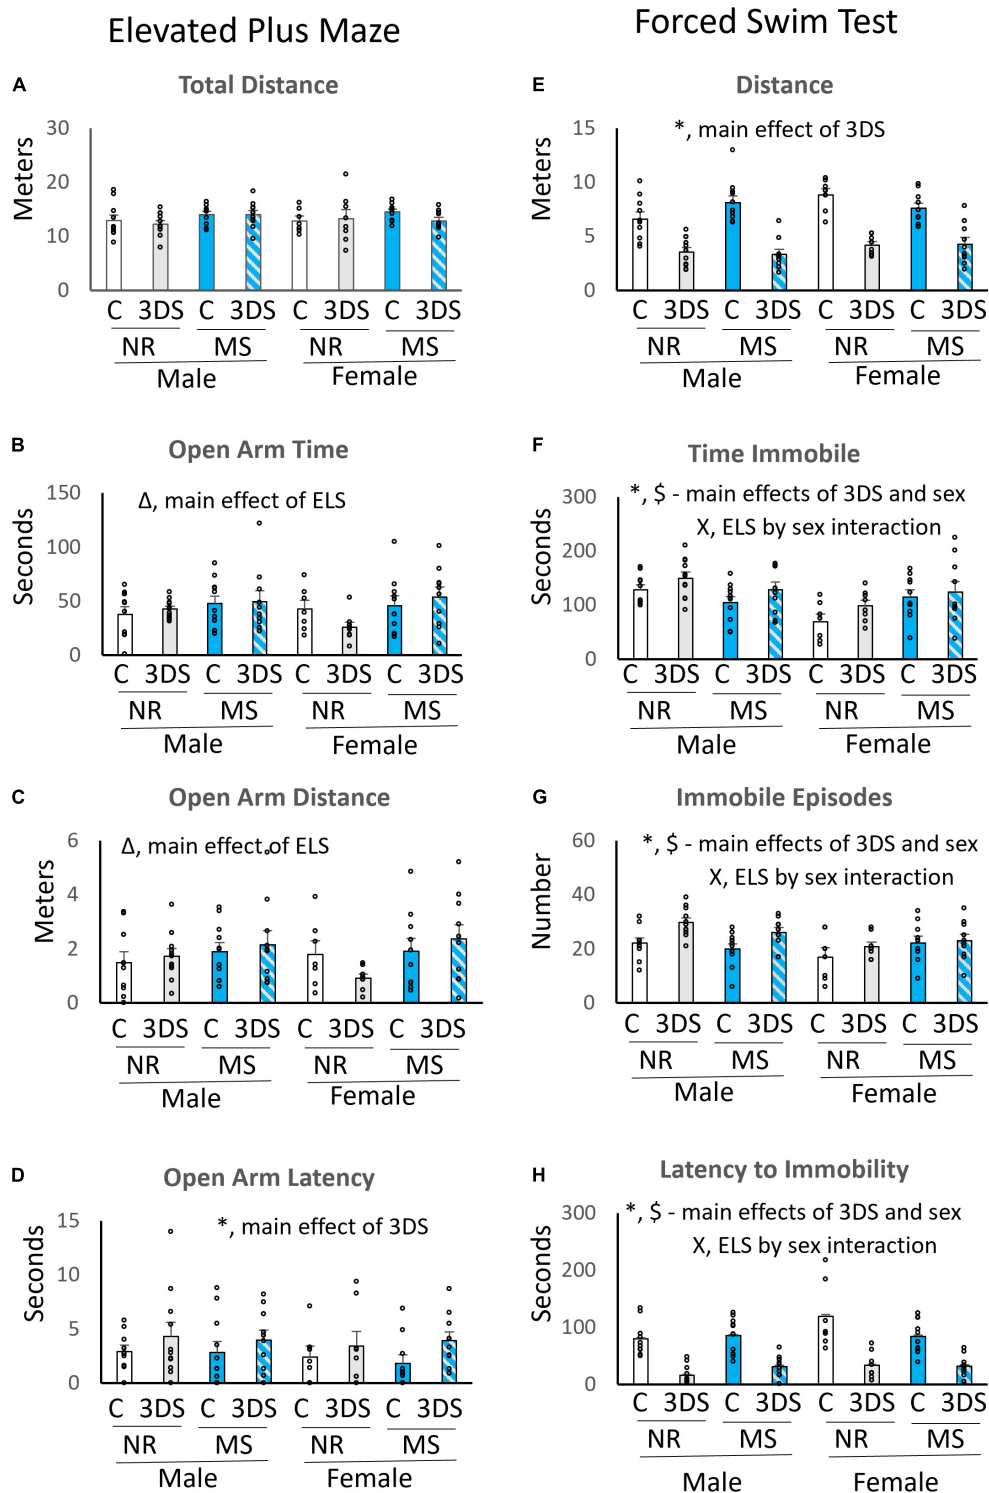 Elevated Plus Maze
A
Total Distance
Meters
30
20
10
0
C 3DS C 3DS C 3DS C 3DS
NR MS NR MS
Male Female
B
Open Arm Time
Δ, main effect of ELS
Seconds
150
100
50
0
C 3DS C 3DS C 3DS C 3DS
NR MS NR MS
Male Female
C
Open Arm Distance
Δ, main effect of ELS
Meters
6
4
2
0
C 3DS C 3DS C 3DS C 3DS
NR MS NR MS
Male Female
D
Open Arm Latency
*, main effect of 3DS
Seconds
15
10
5
0
C 3DS C 3DS C 3DS C 3DS
NR MS NR MS
Male Female
Forced Swim Test
E
Distance
*, main effect of 3DS
Meters
15
10
5
0
C 3DS C 3DS C 3DS C 3DS
NR MS NR MS
Male Female
F
Time Immobile
*, $ - main effects of 3DS and sex
X, ELS by sex interaction
Seconds
300
200
100
0
C 3DS C 3DS C 3DS C 3DS
NR MS NR MS
Male Female
G
Immobile Episodes
*, $ - main effects of 3DS and sex
X, ELS by sex interaction
Number
60
40
20
0
C 3DS C 3DS C 3DS C 3DS
NR MS NR MS
Male Female
H
Latency to Immobility
*, $ - main effects of 3DS and sex
X, ELS by sex interaction
Seconds
300
200
100
0
C 3DS C 3DS C 3DS C 3DS
NR MS NR MS
Male Female